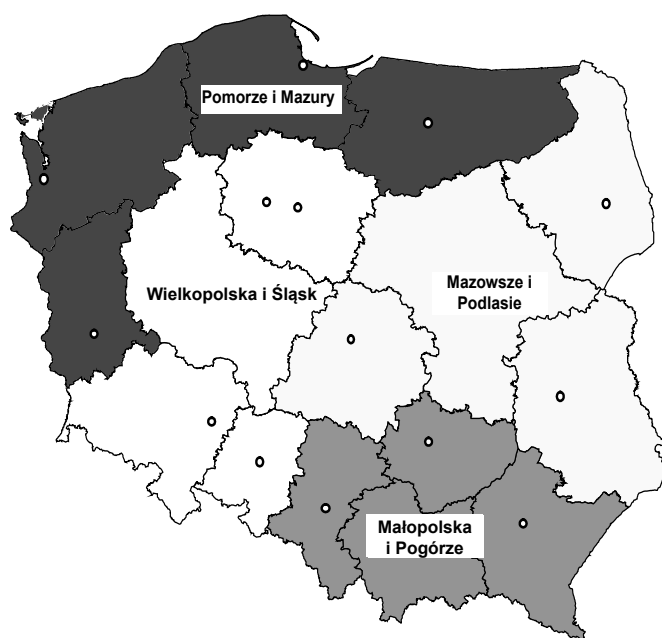 Pomorze i Mazury
Wielkopolska i Śląsk
Mazowsze i
Podlasie
Małopolska
i Pogórze